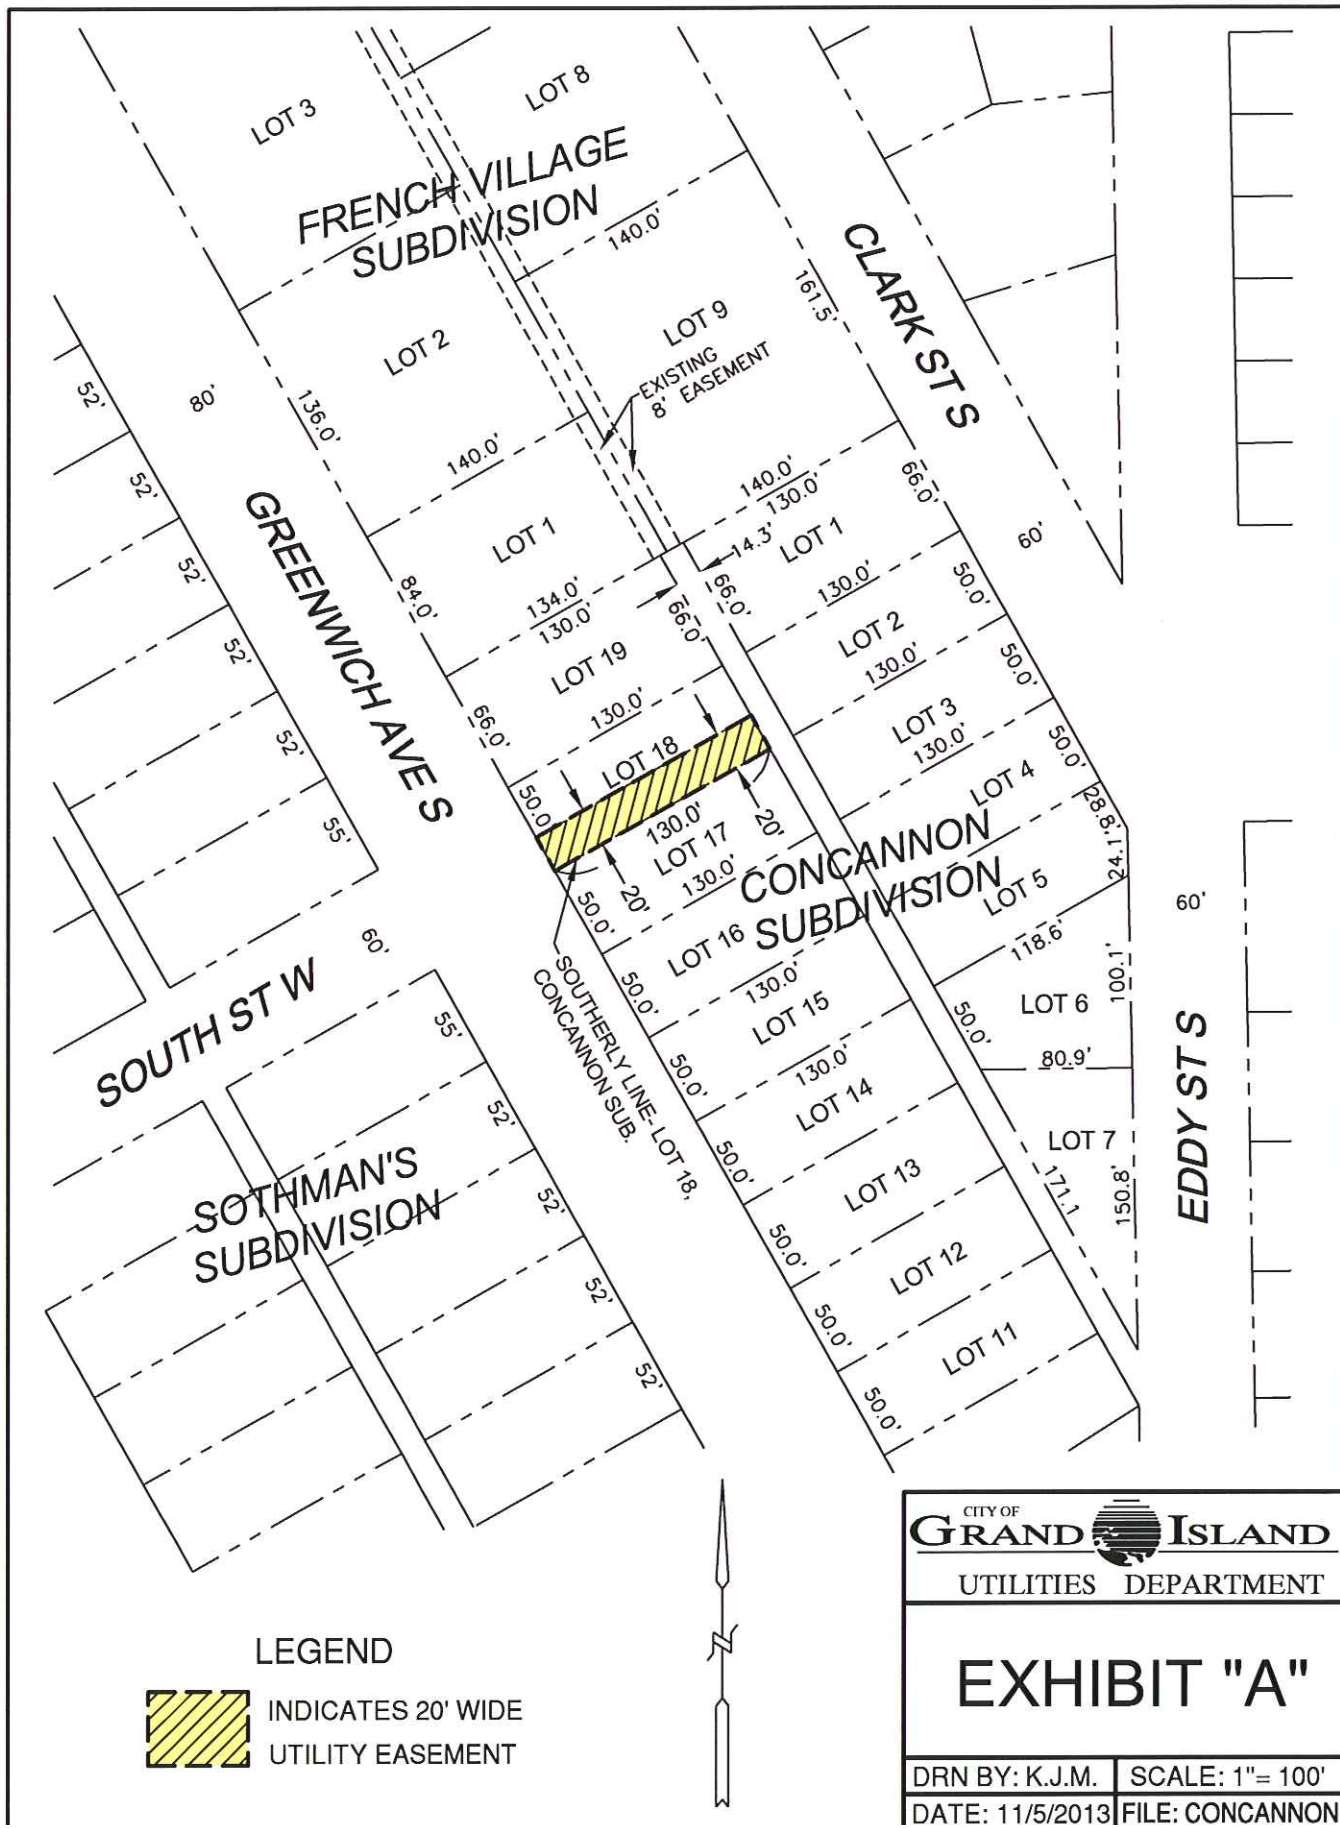 LOT 3
LOT 8
FRENCH VILLAGE
SUBDIVISION
140.0'
161.5'
CLARK ST S
LOT 2
LOT 9
EXISTING
8' EASEMENT
52'
80'
136.0'
140.0'
52'
GREENWICH AVE S
LOT 1
140.0'
130.0'
66.0'
14.3'
LOT 1
60'
52'
84.0'
134.0'
130.0'
66.0'
66.0'
130.0'
50.0'
52'
LOT 19
LOT 2
130.0'
50.0'
66.0'
130.0'
LOT 3
130.0'
50.0'
52'
LOT 18
LOT 4
28.8'
50.0'
130.0'
20'
55'
LOT 17
130.0'
24.1'
CONCANNON
SUBDIVISION
LOT 5
60'
50.0'
20'
60'
LOT 16
118.6'
100.1'
SOUTH ST W
SOUTHERLY LINE- LOT 18,
CONCANNON SUB.
50.0'
130.0'
LOT 15
50.0'
LOT 6
55'
50.0'
130.0'
80.9'
EDDY ST S
LOT 14
52'
50.0'
LOT 7
SOTHMAN'S
SUBDIVISION
LOT 13
171.1
150.8'
52'
50.0'
LOT 12
52'
50.0'
LOT 11
52'
50.0'
CITY OF
GRAND ISLAND
UTILITIES DEPARTMENT
LEGEND
INDICATES 20' WIDE
UTILITY EASEMENT
N
EXHIBIT "A"
DRN BY: K.J.M.
SCALE: 1"= 100'
DATE: 11/5/2013
FILE: CONCANNON